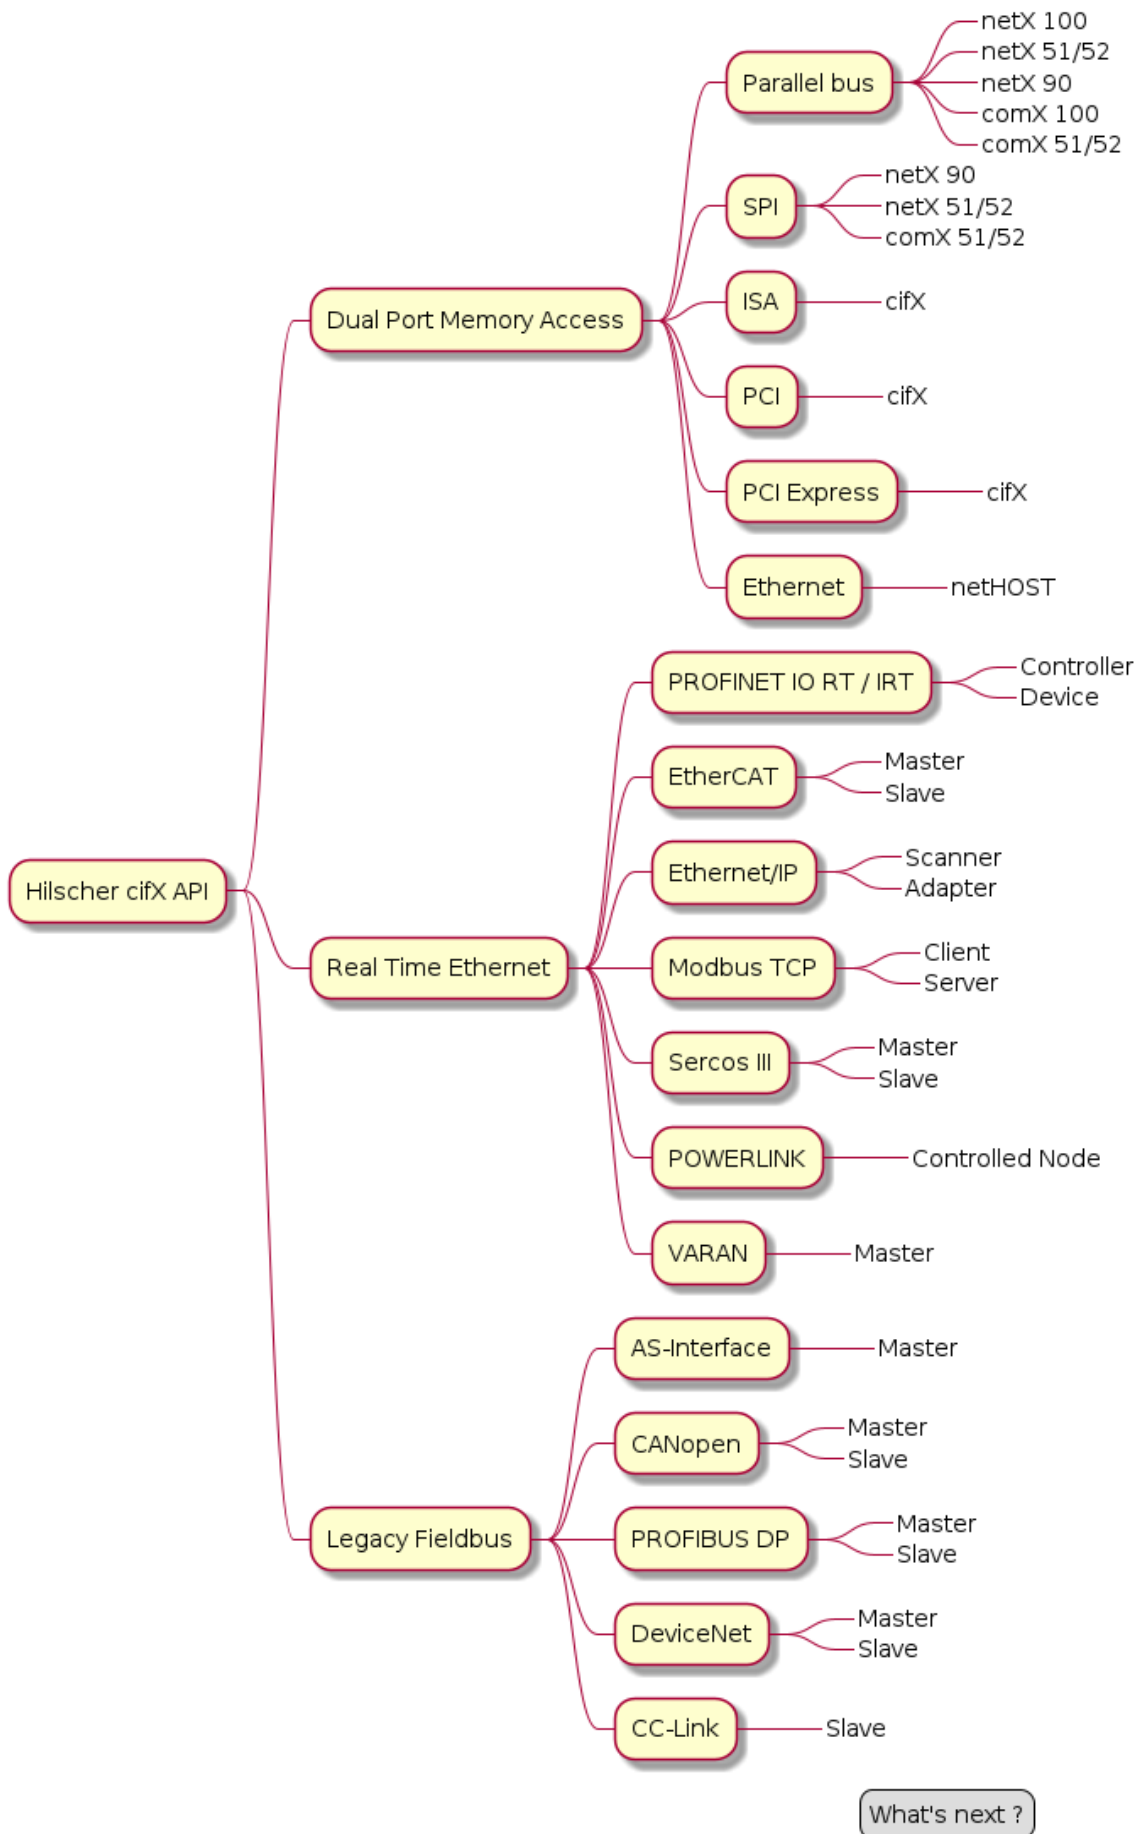 Hilscher cifX API
Dual Port Memory Access
Parallel bus
netX 100
netX 51/52
netX 90
comX 100
comX 51/52
SPI
netX 90
netX 51/52
comX 51/52
ISA
cifX
PCI
cifX
PCI Express
cifX
Ethernet
netHOST
Real Time Ethernet
PROFINET IO RT / IRT
Controller
Device
EtherCAT
Master
Slave
Ethernet/IP
Scanner
Adapter
Modbus TCP
Client
Server
Sercos III
Master
Slave
POWERLINK
Controlled Node
VARAN
Master
Legacy Fieldbus
AS-Interface
Master
CANopen
Master
Slave
PROFIBUS DP
Master
Slave
DeviceNet
Master
Slave
CC-Link
Slave
What's next ?